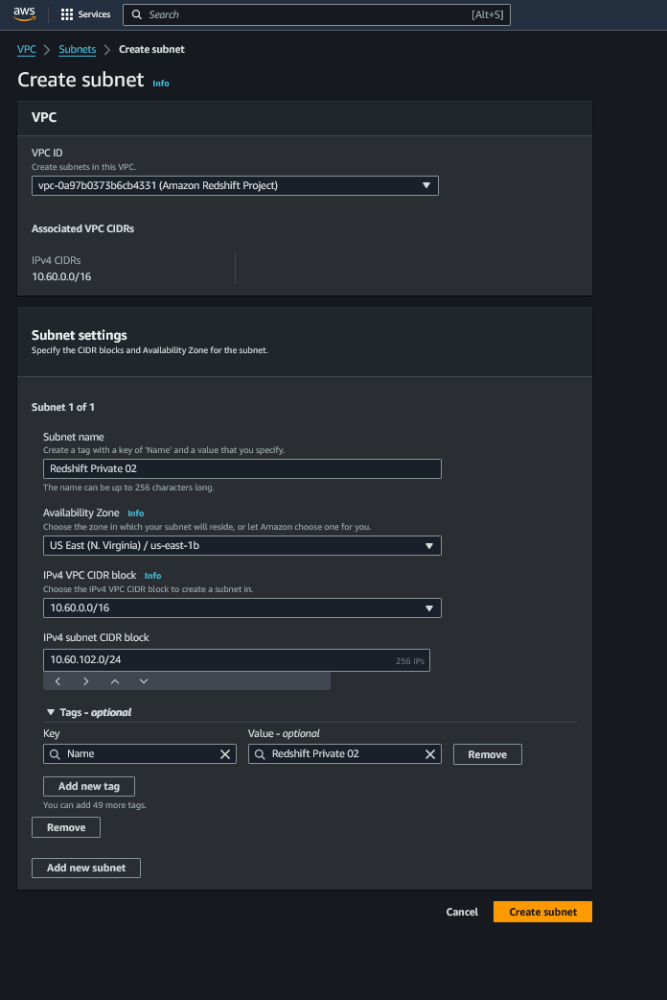 aws
Services
Search
[Alt+S]
VPC
Subnets
Create subnet
Create subnet Info
VPC
VPC ID
Create subnets in this VPC.
vpc-0a97b0373b6cb4331 (Amazon Redshift Project)
Associated VPC CIDRs
IPv4 CIDRs
10.60.0.0/16
Subnet settings
Specify the CIDR blocks and Availability Zone for the subnet.
Subnet 1 of 1
Subnet name
Create a tag with a key of 'Name' and a value that you specify.
Redshift Private 02
The name can be up to 256 characters long.
Availability Zone Info
Choose the zone in which your subnet will reside, or let Amazon choose one for you.
US East (N. Virginia) / us-east-1b
IPv4 VPC CIDR block Info
Choose the IPv4 VPC CIDR block to create a subnet in.
10.60.0.0/16
IPv4 subnet CIDR block
10.60.102.0/24
256 IPs
Tags - optional
Key
Value - optional
Name
Redshift Private 02
Remove
Add new tag
You can add 49 more tags.
Remove
Add new subnet
Cancel
Create subnet